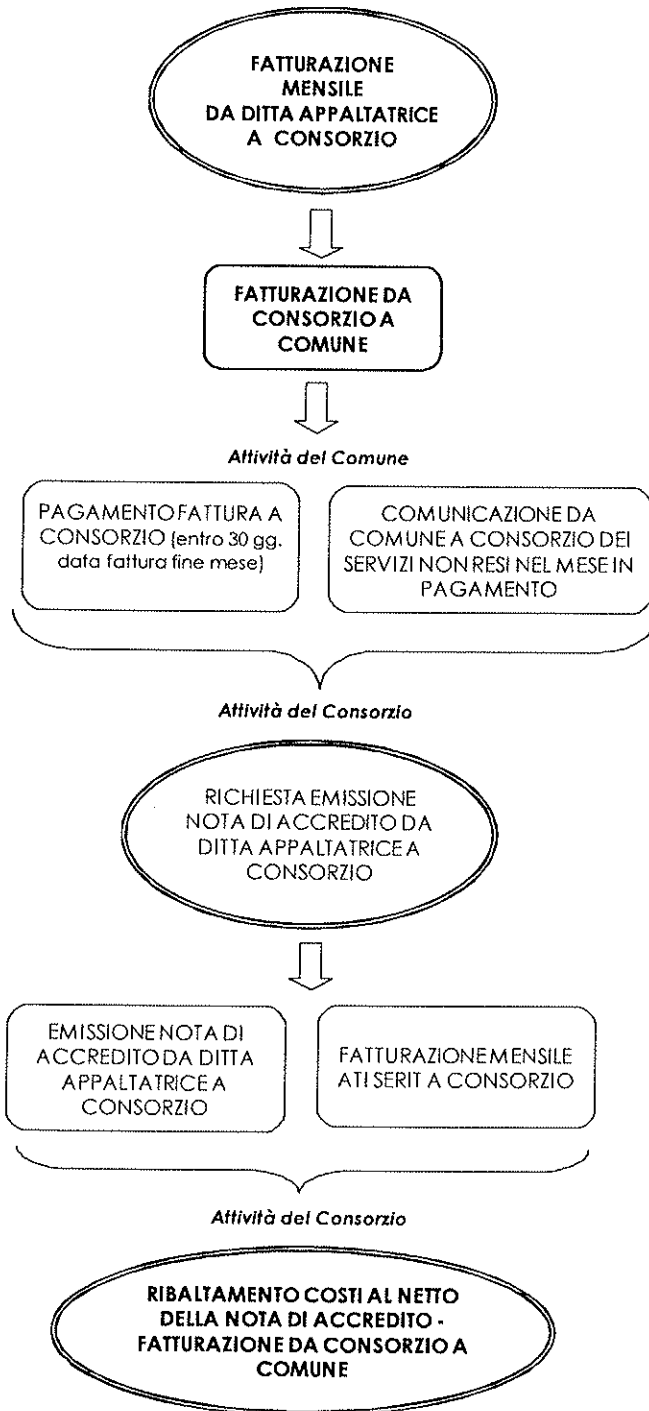 FATTURAZIONE
MENSILE
DA DITTA APPALTATRICE
A CONSORZIO
FATTURAZIONE DA
CONSORZIO A
COMUNE
Attività del Comune
PAGAMENTO FATTURA A
CONSORZIO (entro 30 gg.
data fattura fine mese)
COMUNICAZIONE DA
COMUNE A CONSORZIO DEI
SERVIZI NON RESI NEL MESE IN
PAGAMENTO
Attività del Consorzio
RICHIESTA EMISSIONE
NOTA DI ACCREDITO DA
DITTA APPALTATRICE A
CONSORZIO
EMISSIONE NOTA DI
ACCREDITO DA DITTA
APPALTATRICE A
CONSORZIO
FATTURAZIONE MENSILE
ATI SERIT A CONSORZIO
Attività del Consorzio
RIBALTAMENTO COSTI AL NETTO
DELLA NOTA DI ACCREDITO -
FATTURAZIONE DA CONSORZIO A
COMUNE